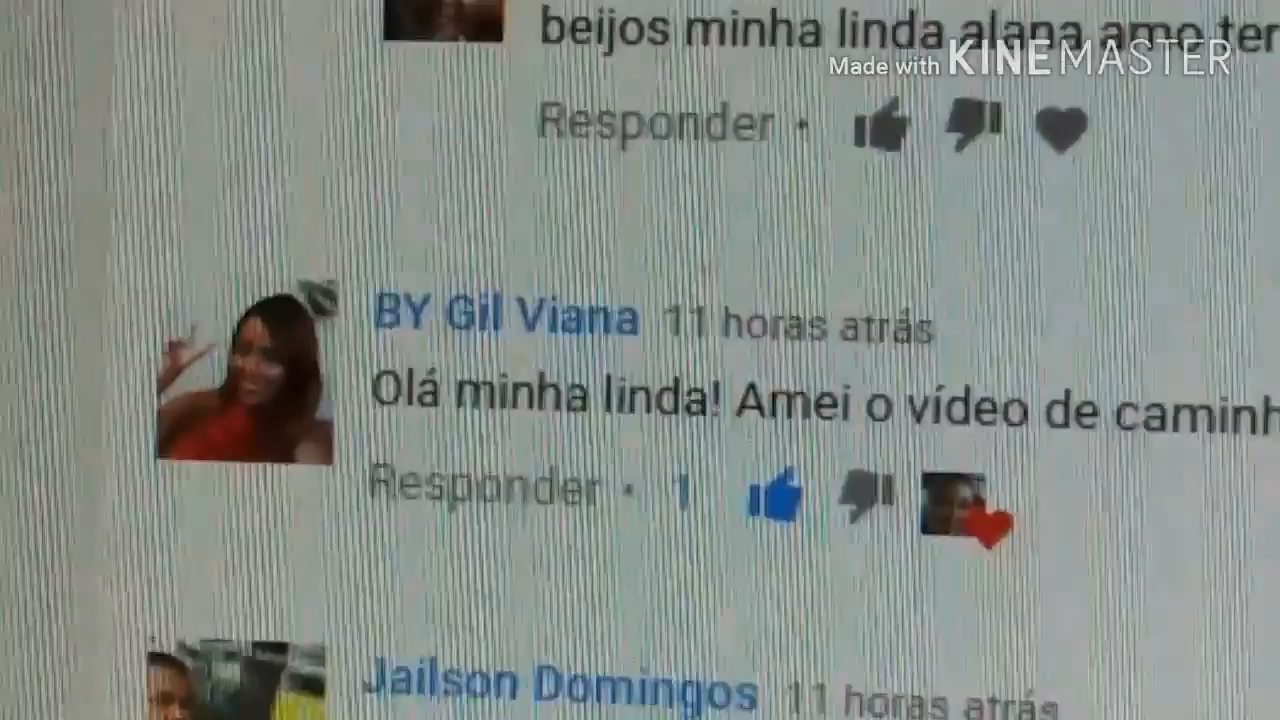 beijos minha linda alana amo ter
Made with KINEMASTER
Responder •
BY Gil Viana 11 horas atrás
Olá minha linda! Amei o vídeo de caminh
Responder • 1
Jailson Domingos 11 horas atrás